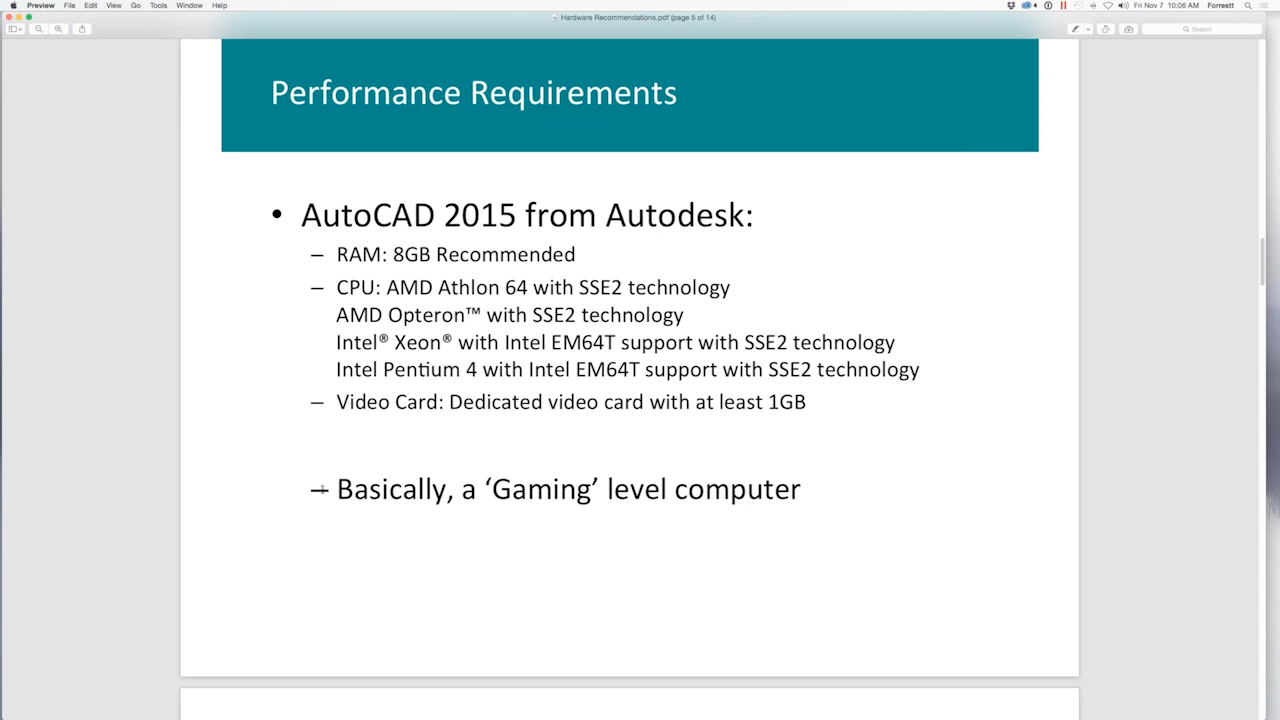 Preview File Edit View Go Tools Window Help
4 Fri Nov 7 10:06 AM Forrestt
Hardware Recommendations.pdf (page 5 of 14)
Search
Performance Requirements
• AutoCAD 2015 from Autodesk:
– RAM: 8GB Recommended
– CPU: AMD Athlon 64 with SSE2 technology
AMD Opteron™ with SSE2 technology
Intel® Xeon® with Intel EM64T support with SSE2 technology
Intel Pentium 4 with Intel EM64T support with SSE2 technology
– Video Card: Dedicated video card with at least 1GB
– Basically, a ‘Gaming’ level computer